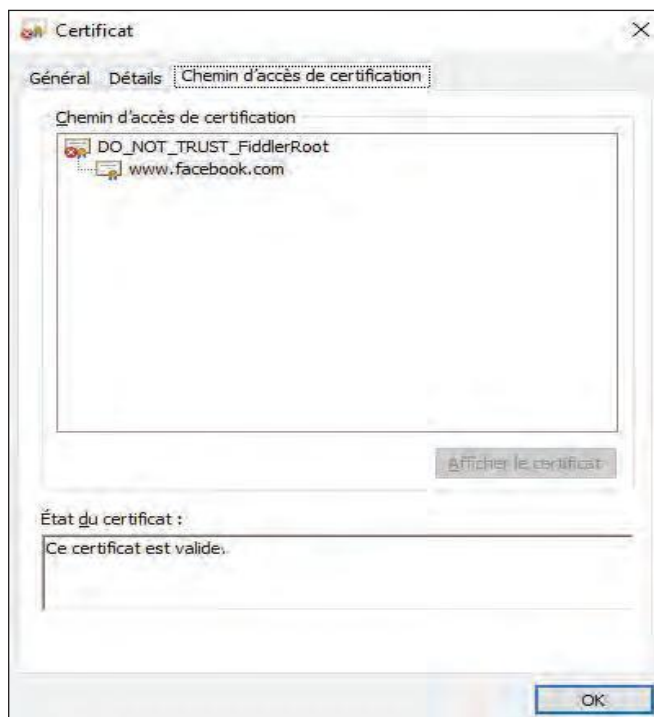 Certificat
Général Détails Chemin d'accès de certification
Chemin d'accès de certification
DO_NOT_TRUST_FiddlerRoot
www.facebook.com
Afficher le certificat
État du certificat :
Ce certificat est valide.
OK